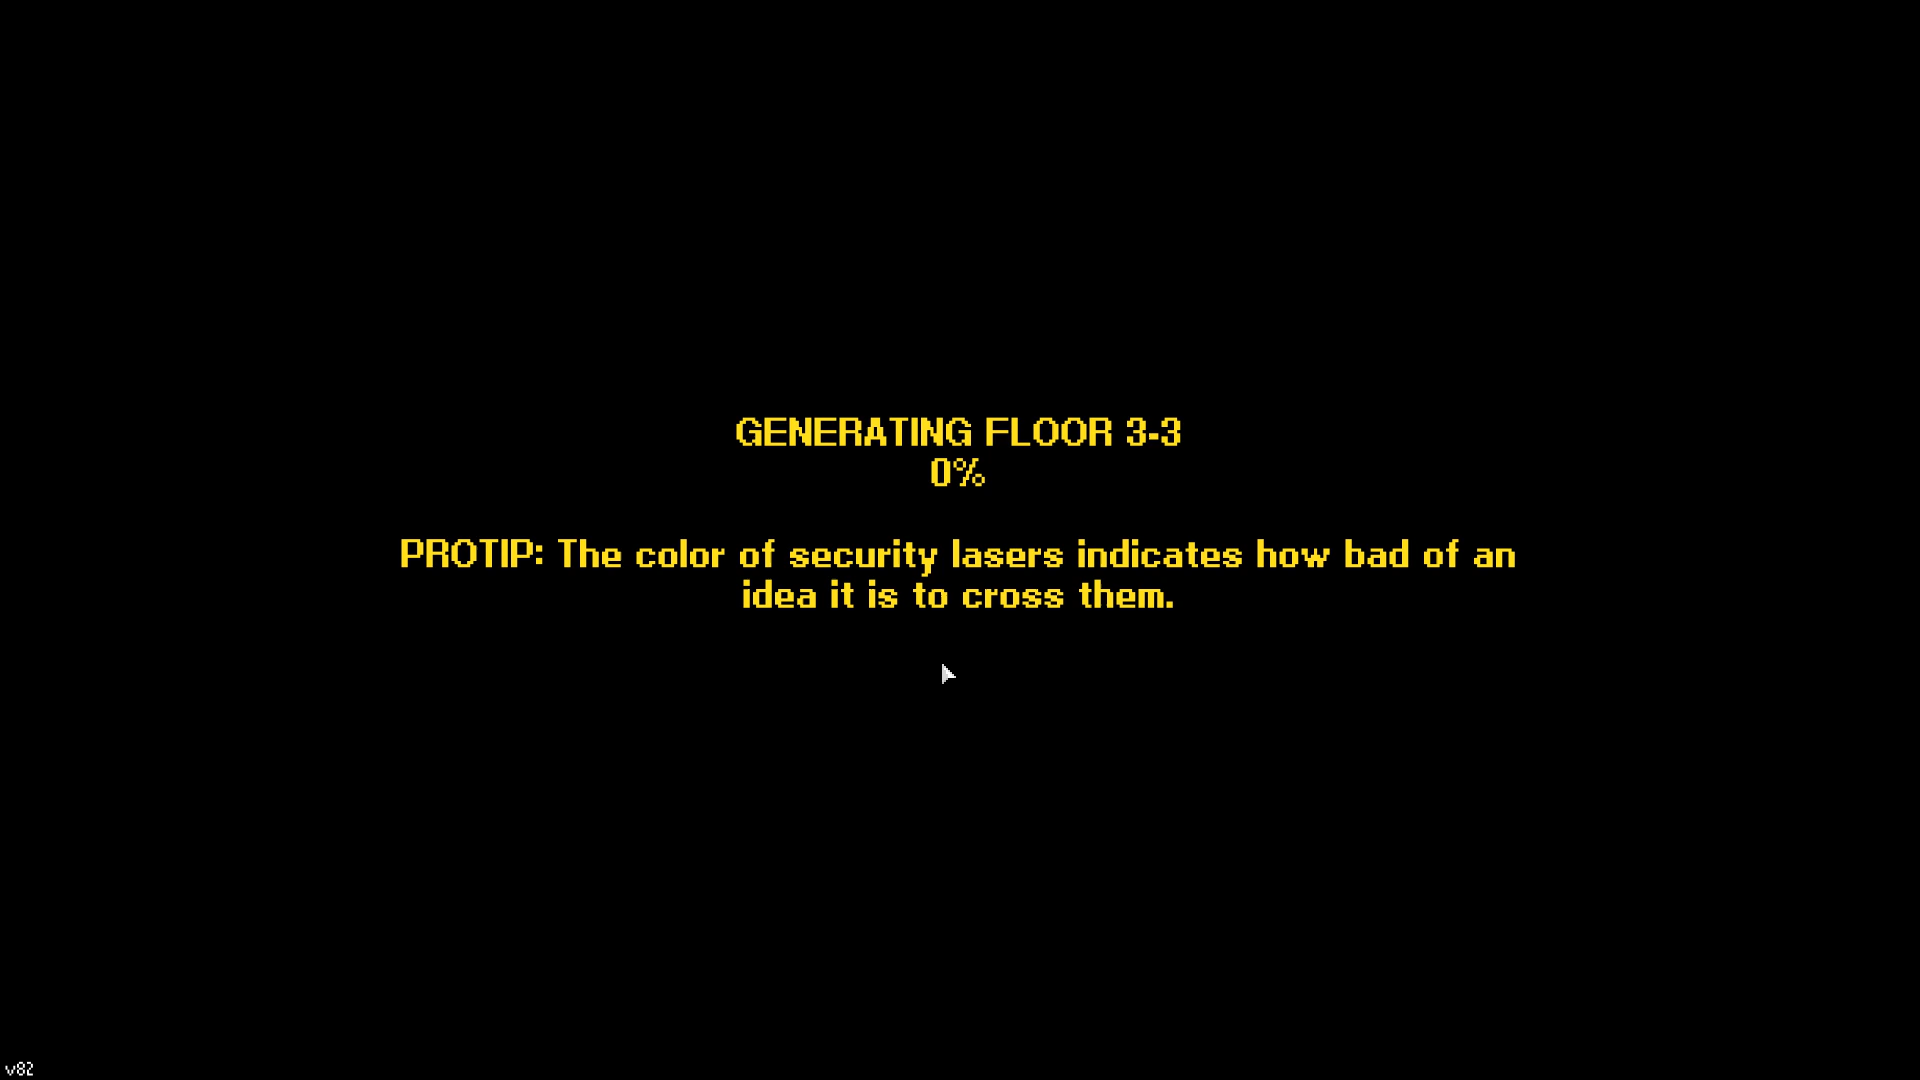 GENERATING FLOOR 3-3
0%
PROTIP: The color of security lasers indicates how bad of an
idea it is to cross them.
v82